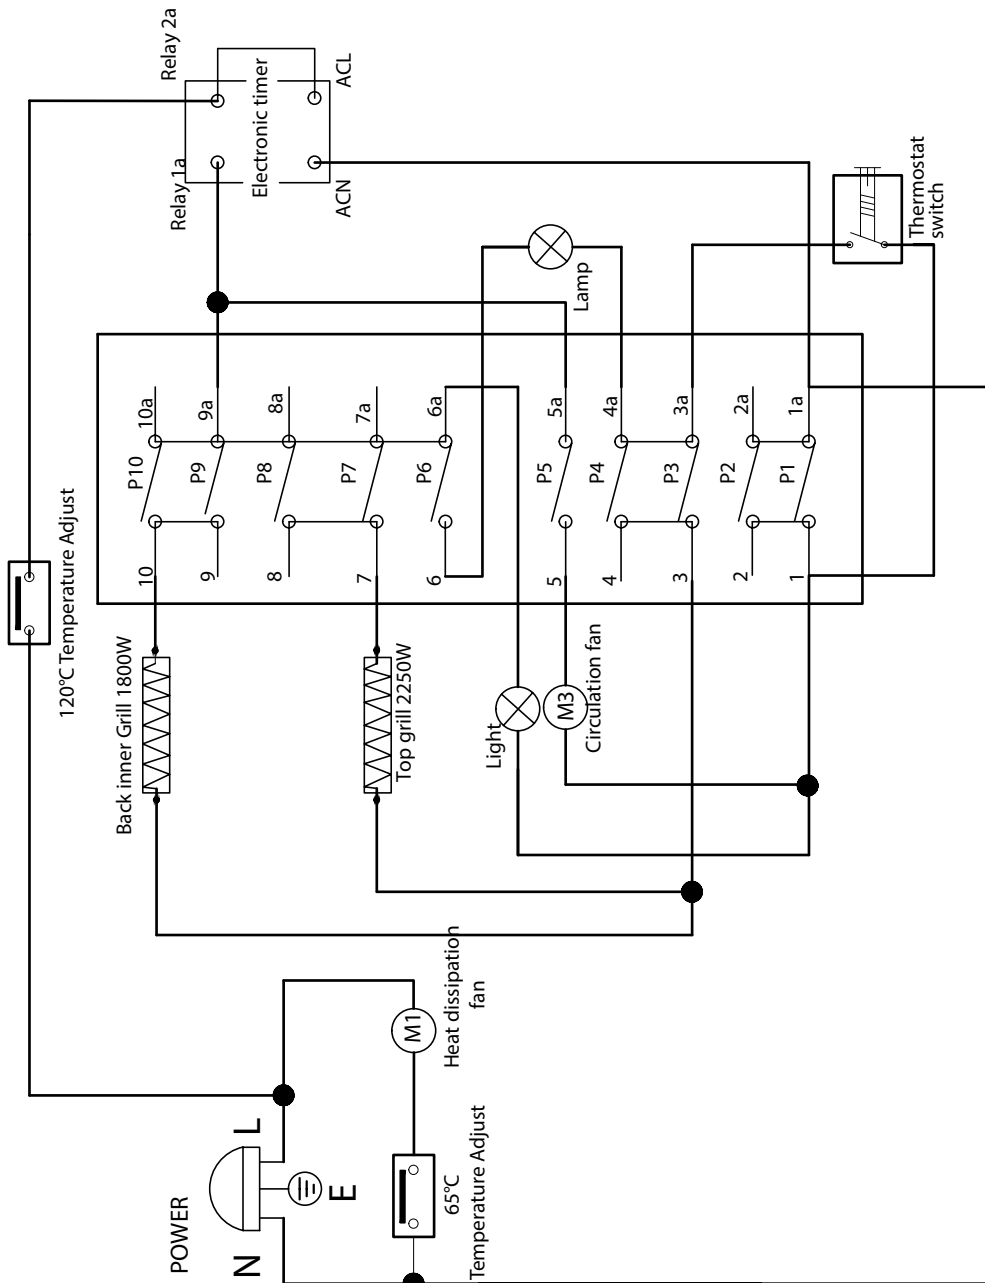 Relay 2a
Relay 1a
Electronic timer
ACL
ACN
Thermostat
switch
Lamp
10a
9a
8a
7a
6a
5a
4a
3a
2a
1a
P10
P9
P8
P7
P6
P5
P4
P3
P2
P1
10
9
8
7
6
5
4
3
2
1
120℃ Temperature Adjust
Back inner Grill 1800W
Top grill 2250W
Light
M3
Circulation fan
M1
Heat dissipation
fan
POWER
L
N
E
65℃
Temperature Adjust